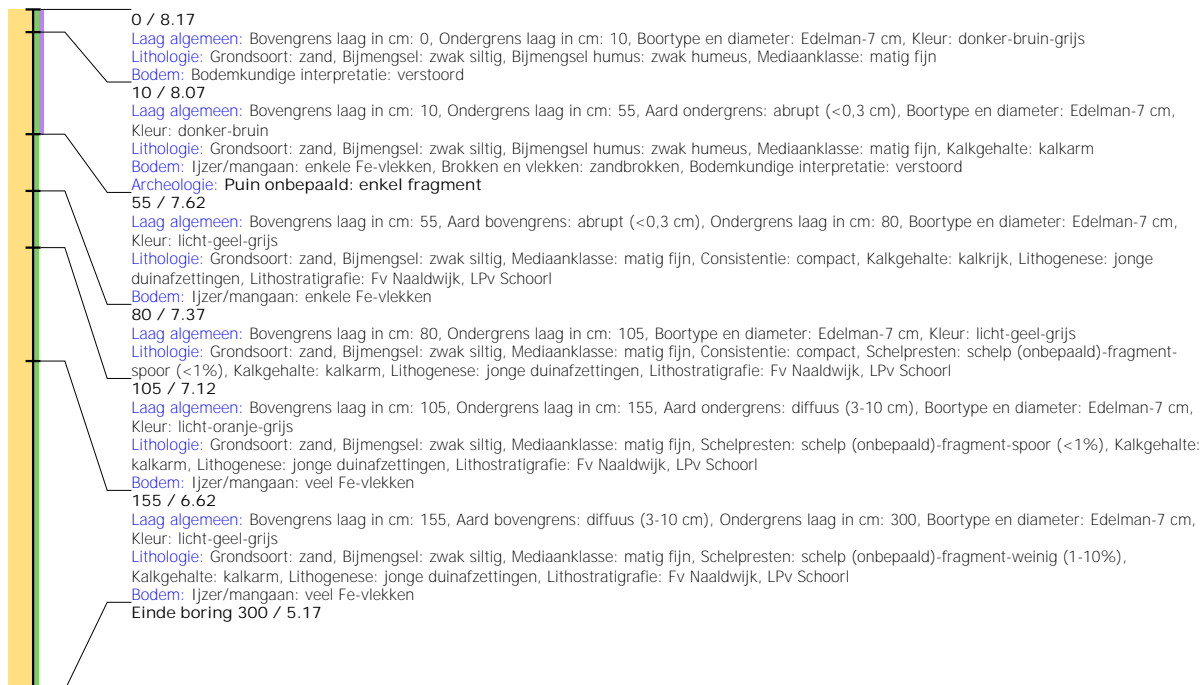 0 / 8.17
Laag algemeen: Bovengrens laag in cm: 0, Ondergrens laag in cm: 10, Boortype en diameter: Edelman-7 cm, Kleur: donker-bruin-grijs
Lithologie: Grondsoort: zand, Bijmengsel: zwak siltig, Bijmengsel humus: zwak humeus, Mediaanklasse: matig fijn
Bodem: Bodemkundige interpretatie: verstoord
10 / 8.07
Laag algemeen: Bovengrens laag in cm: 10, Ondergrens laag in cm: 55, Aard ondergrens: abrupt (<0,3 cm), Boortype en diameter: Edelman-7 cm,
Kleur: donker-bruin
Lithologie: Grondsoort: zand, Bijmengsel: zwak siltig, Bijmengsel humus: zwak humeus, Mediaanklasse: matig fijn, Kalkgehalte: kalkarm
Bodem: Ijzer/mangaan: enkele Fe-vlekken, Brokken en vlekken: zandbrokken, Bodemkundige interpretatie: verstoord
Archeologie: Puin onbepaald: enkel fragment
55 / 7.62
Laag algemeen: Bovengrens laag in cm: 55, Aard bovengrens: abrupt (<0,3 cm), Ondergrens laag in cm: 80, Boortype en diameter: Edelman-7 cm,
Kleur: licht-geel-grijs
Lithologie: Grondsoort: zand, Bijmengsel: zwak siltig, Mediaanklasse: matig fijn, Consistentie: compact, Kalkgehalte: kalkrijk, Lithogenese: jonge
duinafzettingen, Lithostratigrafie: Fv Naaldwijk, LPv Schoorl
Bodem: Ijzer/mangaan: enkele Fe-vlekken
80 / 7.37
Laag algemeen: Bovengrens laag in cm: 80, Ondergrens laag in cm: 105, Boortype en diameter: Edelman-7 cm, Kleur: licht-geel-grijs
Lithologie: Grondsoort: zand, Bijmengsel: zwak siltig, Mediaanklasse: matig fijn, Consistentie: compact, Schelpresten: schelp (onbepaald)-fragment-
spoor (<1%), Kalkgehalte: kalkarm, Lithogenese: jonge duinafzettingen, Lithostratigrafie: Fv Naaldwijk, LPv Schoorl
105 / 7.12
Laag algemeen: Bovengrens laag in cm: 105, Ondergrens laag in cm: 155, Aard ondergrens: diffuus (3-10 cm), Boortype en diameter: Edelman-7 cm,
Kleur: licht-oranje-grijs
Lithologie: Grondsoort: zand, Bijmengsel: zwak siltig, Mediaanklasse: matig fijn, Schelpresten: schelp (onbepaald)-fragment-spoor (<1%), Kalkgehalte:
kalkarm, Lithogenese: jonge duinafzettingen, Lithostratigrafie: Fv Naaldwijk, LPv Schoorl
Bodem: Ijzer/mangaan: veel Fe-vlekken
155 / 6.62
Laag algemeen: Bovengrens laag in cm: 155, Aard bovengrens: diffuus (3-10 cm), Ondergrens laag in cm: 300, Boortype en diameter: Edelman-7 cm,
Kleur: licht-geel-grijs
Lithologie: Grondsoort: zand, Bijmengsel: zwak siltig, Mediaanklasse: matig fijn, Schelpresten: schelp (onbepaald)-fragment-weinig (1-10%),
Kalkgehalte: kalkarm, Lithogenese: jonge duinafzettingen, Lithostratigrafie: Fv Naaldwijk, LPv Schoorl
Bodem: Ijzer/mangaan: veel Fe-vlekken
Einde boring 300 / 5.17